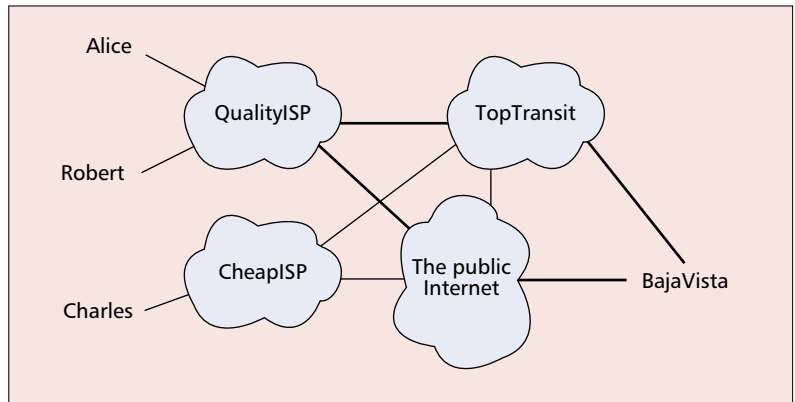 Alice
QualityISP
TopTransit
Robert
CheapISP
The public
Internet
BajaVista
Charles